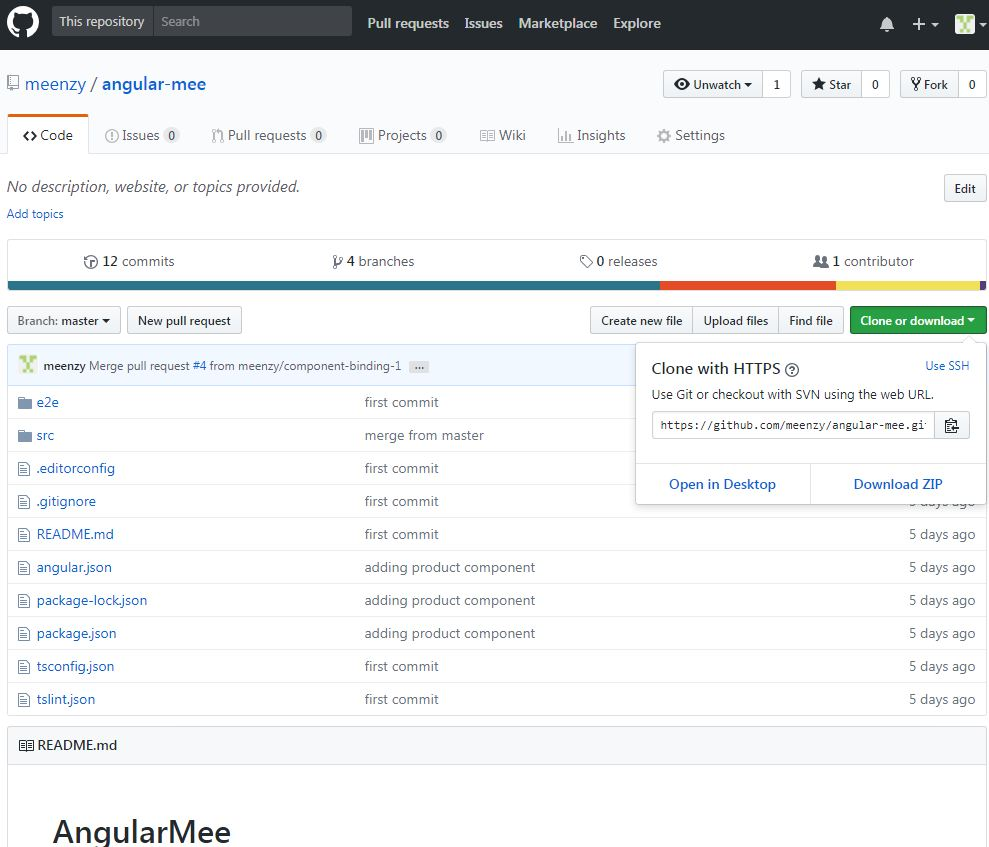 This repository Search Pull requests Issues Marketplace Explore
meenzy / angular-mee Unwatch 1 Star 0 Fork 0
Code Issues 0 Pull requests 0 Projects 0 Wiki Insights Settings
No description, website, or topics provided. Edit
Add topics
12 commits 4 branches 0 releases 1 contributor
Branch: master New pull request Create new file Upload files Find file Clone or download
meenzy Merge pull request #4 from meenzy/component-binding-1 ...
Clone with HTTPS ? Use SSH
Use Git or checkout with SVN using the web URL.
https://github.com/meenzy/angular-mee.gi
Open in Desktop Download ZIP
e2e first commit
src merge from master
.editorconfig first commit
.gitignore first commit 5 days ago
README.md first commit 5 days ago
angular.json adding product component 5 days ago
package-lock.json adding product component 5 days ago
package.json adding product component 5 days ago
tsconfig.json first commit 5 days ago
tslint.json first commit 5 days ago
README.md
AngularMee